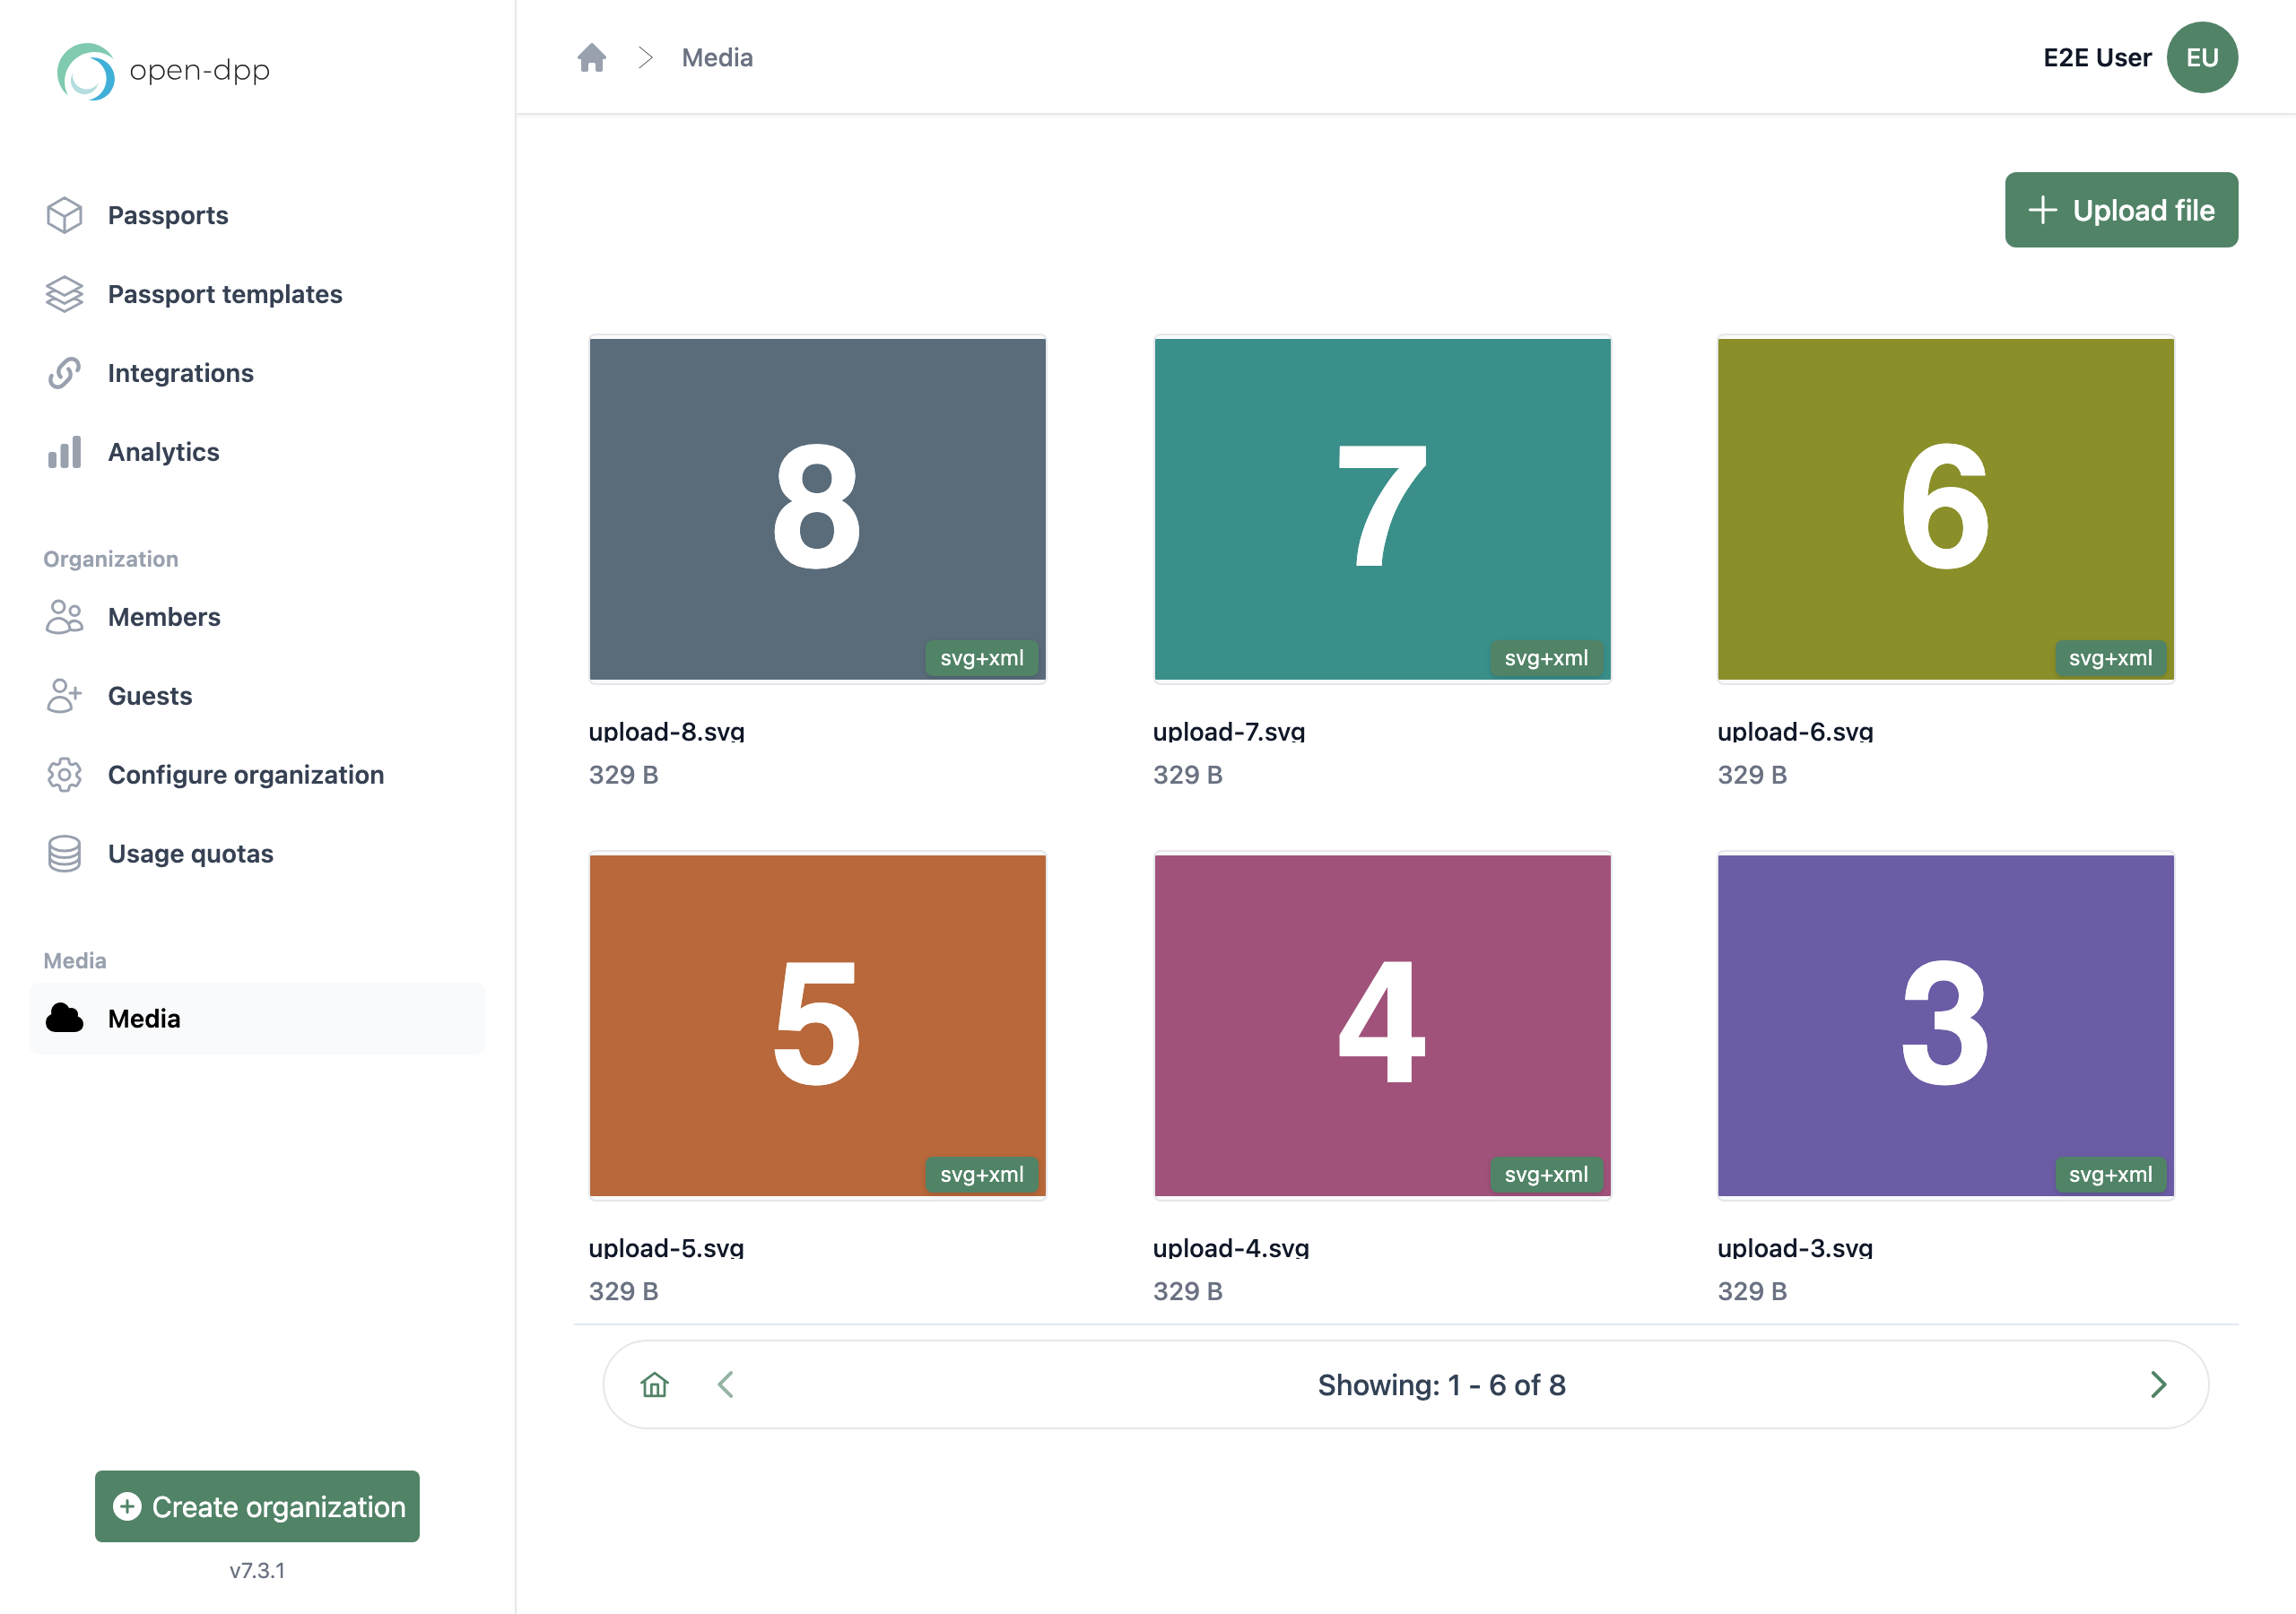 open-dpp
Passports
Passport templates
Integrations
Analytics
Organization
Members
Guests
Configure organization
Usage quotas
Media
Media
Create organization
v7.3.1
Media
E2E User
EU
Upload file
8
svg+xml
upload-8.svg
329 B
7
svg+xml
upload-7.svg
329 B
6
svg+xml
upload-6.svg
329 B
5
svg+xml
upload-5.svg
329 B
4
svg+xml
upload-4.svg
329 B
3
svg+xml
upload-3.svg
329 B
Showing: 1 - 6 of 8